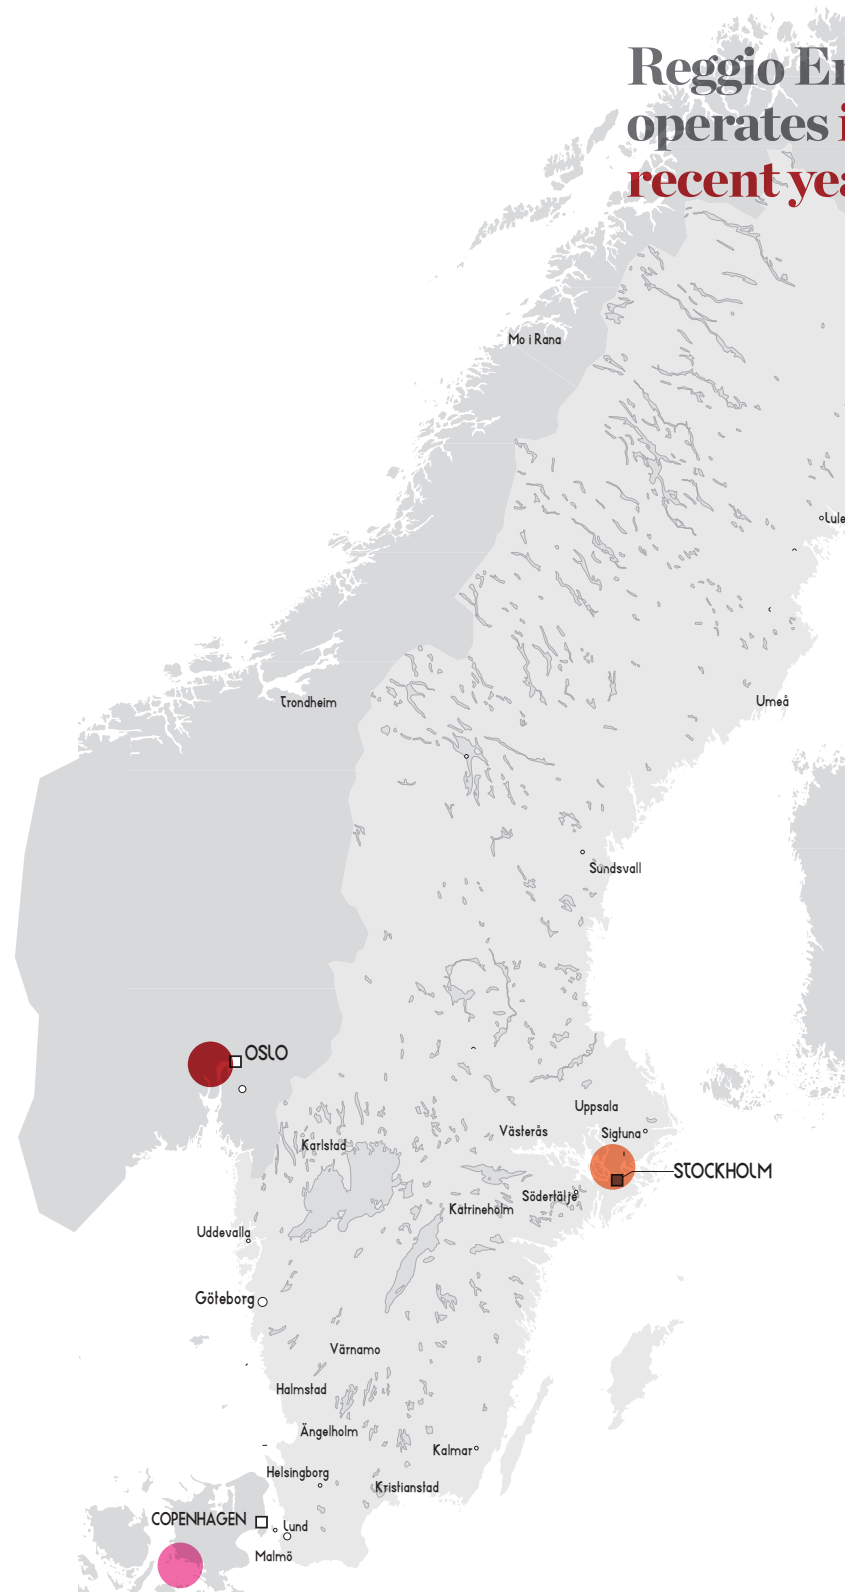 Reggio
operates
recent
Mo i Rana
Trondheim
Umeå
Sundsvall
OSLO
Uppsala
Västerås
Sigtuna
Karlstad
STOCKHOLM
Södertälje
Katrineholm
Uddevalla
Göteborg
Värnamo
Halmstad
Ängelholm
Kalmar
Helsingborg
Kristianstad
COPENHAGEN
Lund
Malmö